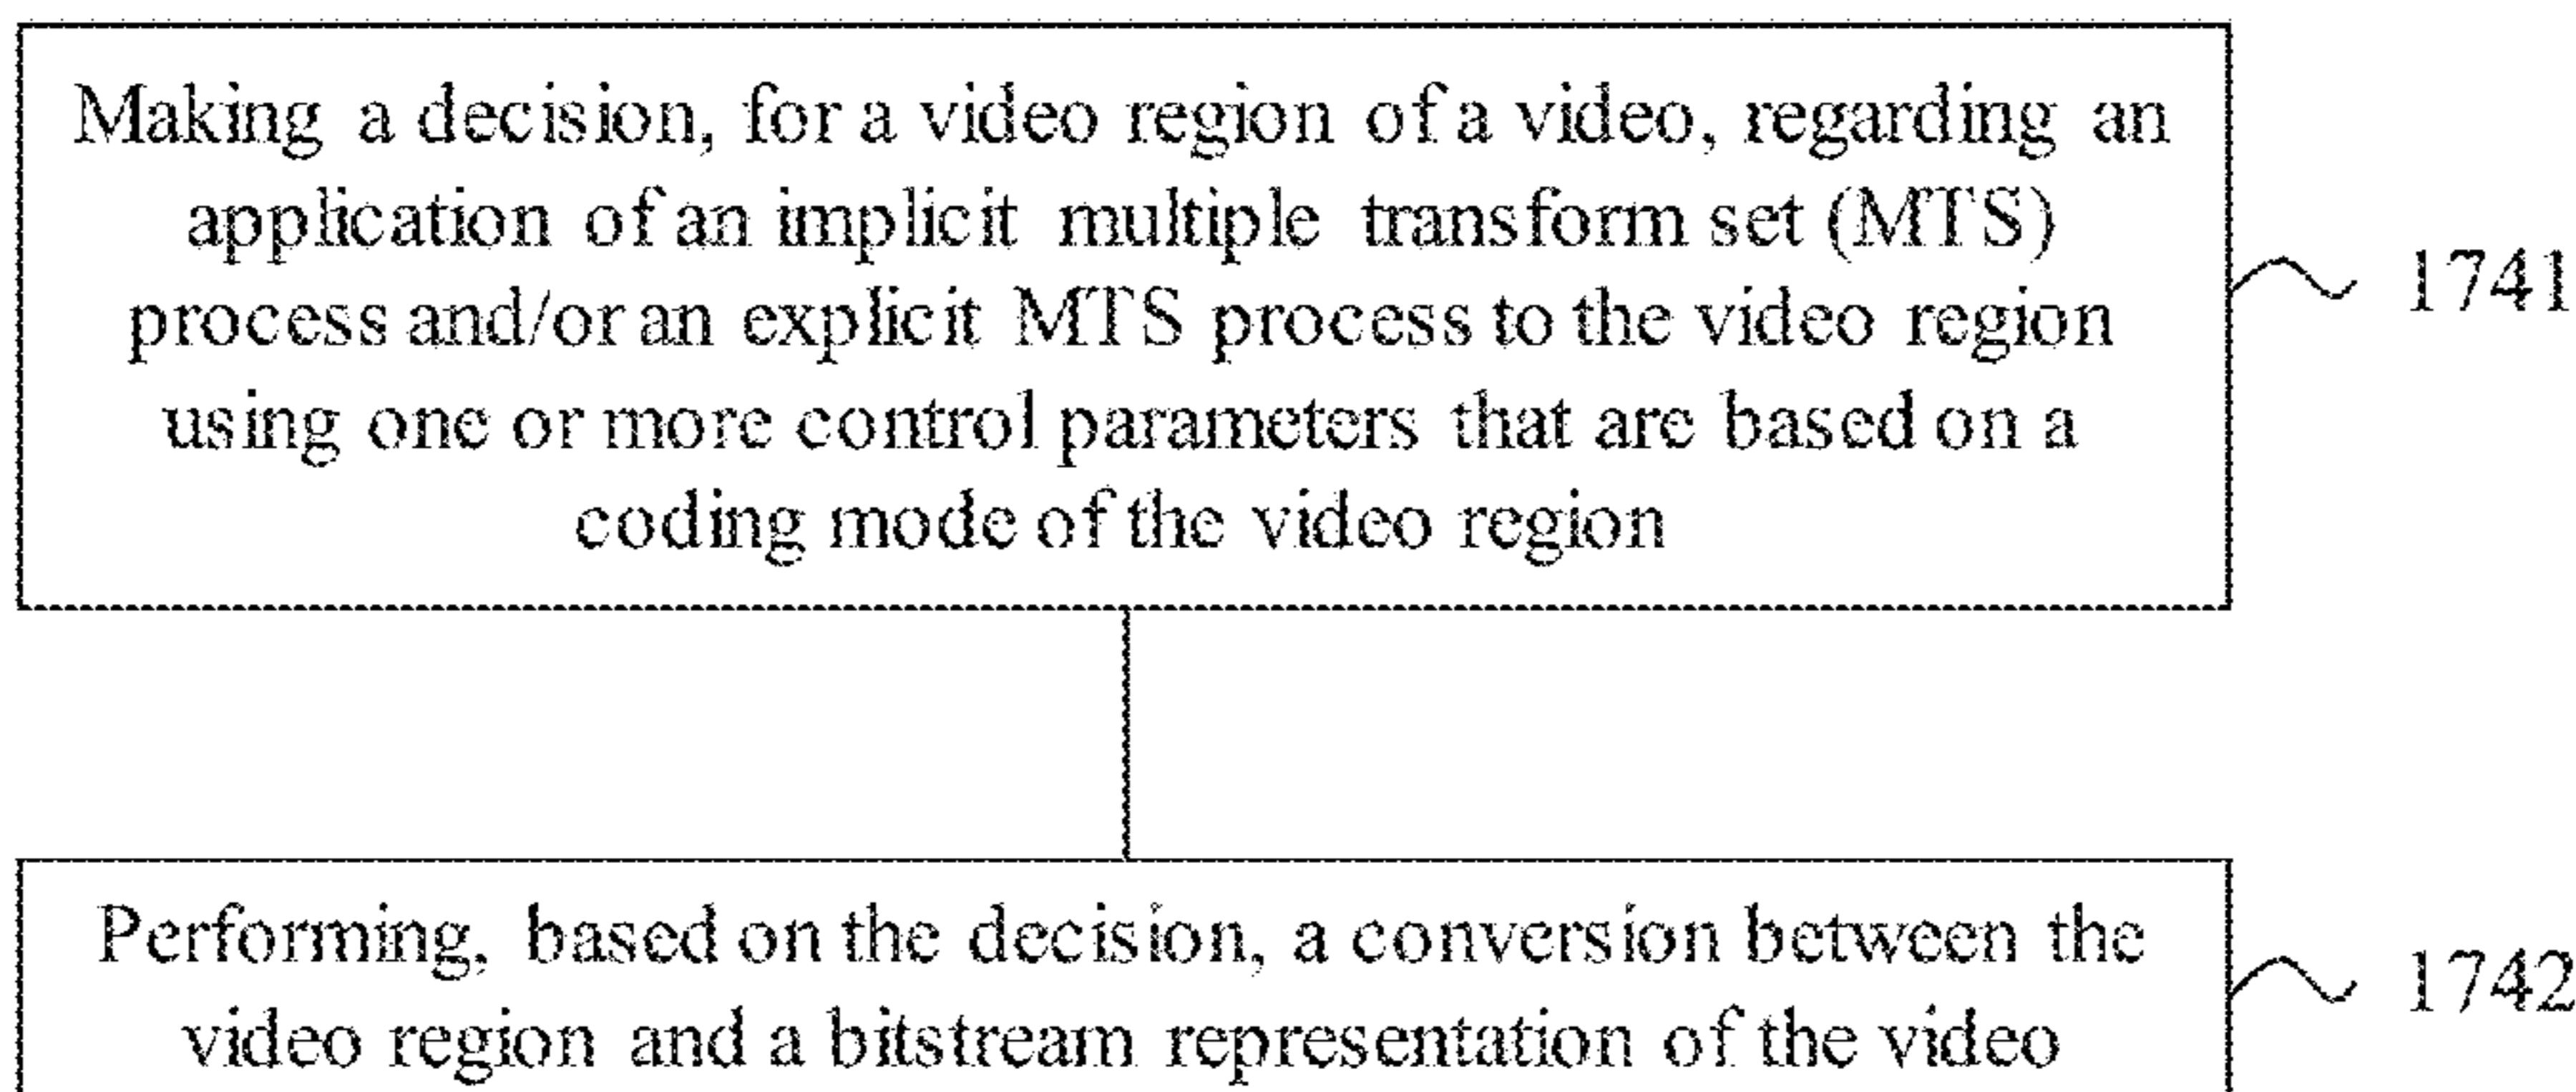 Making a decision, for a video region of a video, regarding an
application of an implicit multiple transform set (MTS)
process and/or an explicit MTS process to the video region
using one or more control parameters that are based on a
coding mode of the video region
1741
Performing, based on the decision, a conversion between the
video region and a bitstream representation of the video
1742